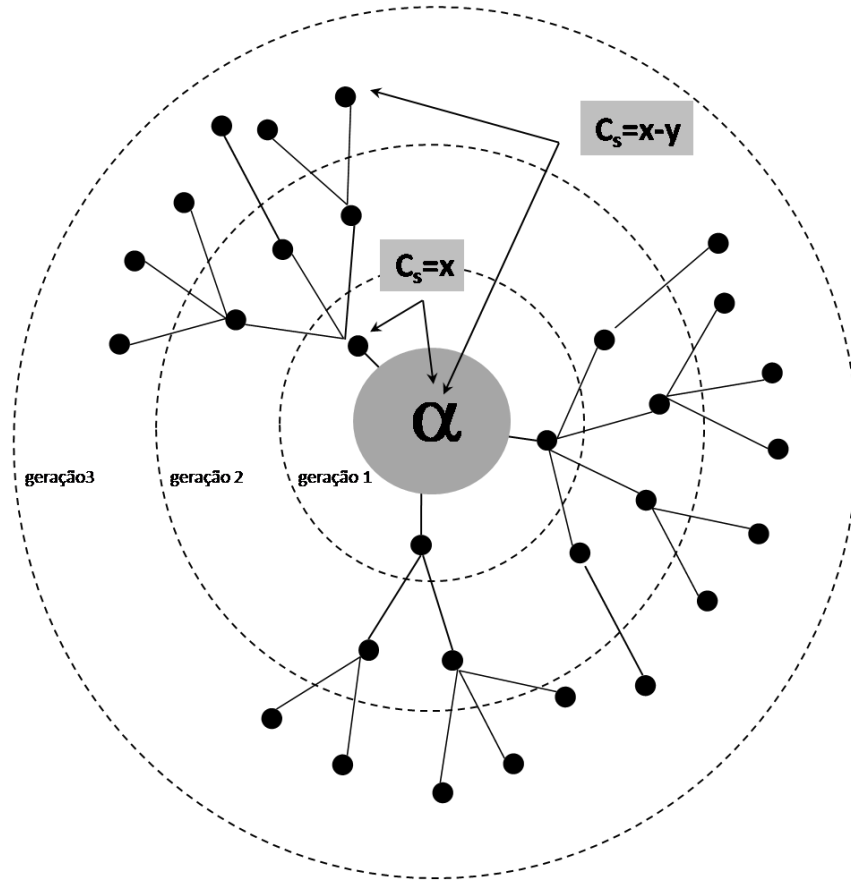 Cs=x-y
Cs=x
α
geração3
geração 2
geração 1